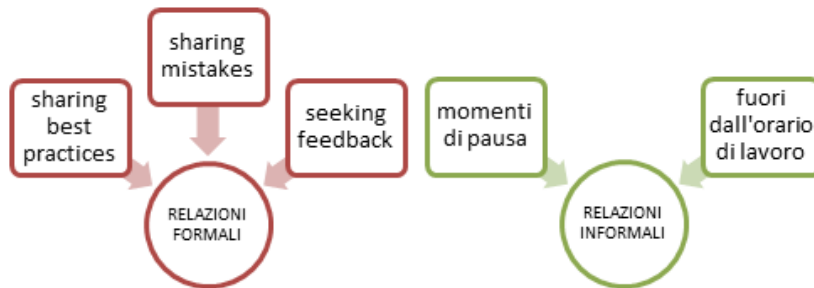 sharing
mistakes
sharing
best
practices
seeking
feedback
RELAZIONI
FORMALI
momenti
di pausa
fuori
dall'orario
di lavoro
RELAZIONI
INFORMALI